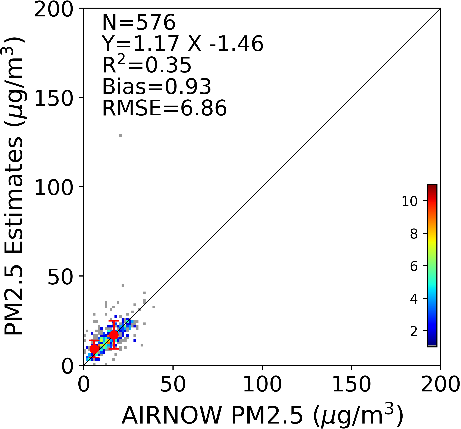 N=576
Y=1.17 X -1.46
R²=0.35
Bias=0.93
RMSE=6.86
200
150
100
50
0
PM2.5 Estimates (μg/m³)
10
8
6
4
2
0 50 100 150 200
AIRNOW PM2.5 (μg/m³)